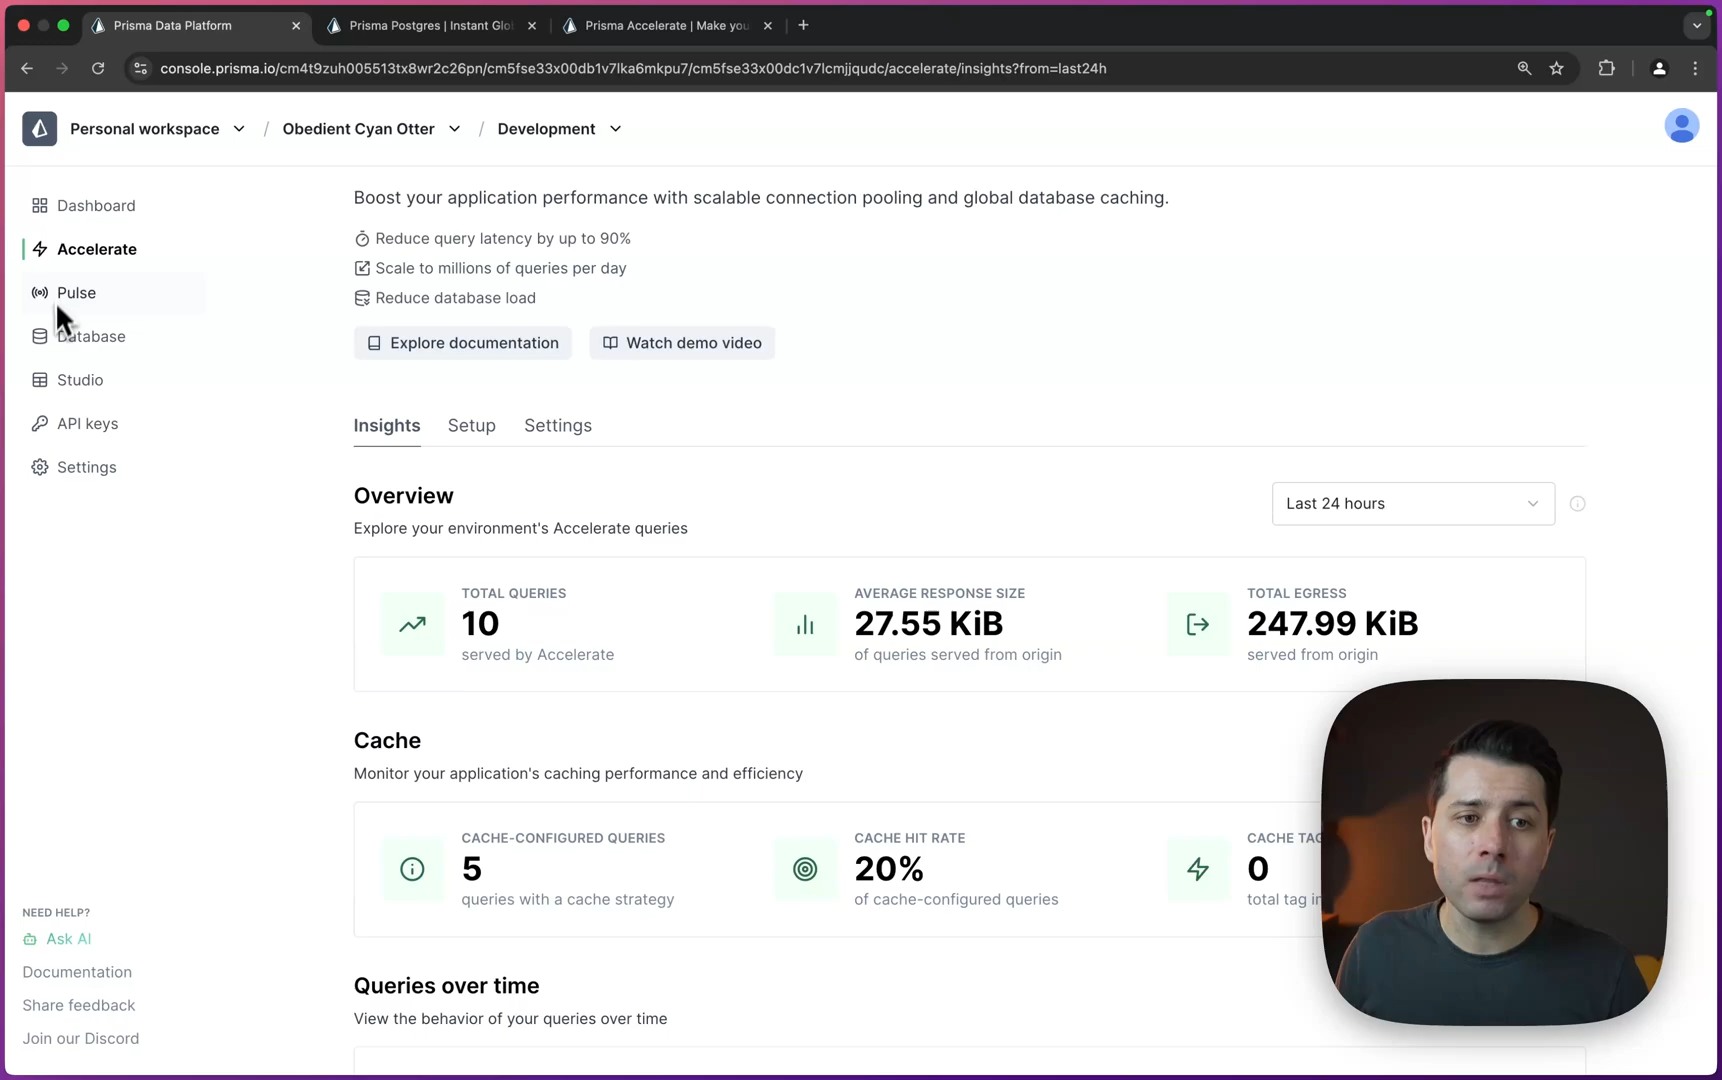 Prisma Data Platform
Prisma Postgres | Instant Glo
Prisma Accelerate | Make you
console.prisma.io/cm4t9zuh005513tx8wr2c26pn/cm5fse33x00db1v7lka6mkpu7/cm5fse33x00dc1v7lcmjjqudc/accelerate/insights?from=last24h
Personal workspace / Obedient Cyan Otter / Development
Dashboard
Accelerate
Pulse
Database
Studio
API keys
Settings
Boost your application performance with scalable connection pooling and global database caching.
Reduce query latency by up to 90%
Scale to millions of queries per day
Reduce database load
Explore documentation
Watch demo video
Insights Setup Settings
Overview
Explore your environment's Accelerate queries
Last 24 hours
TOTAL QUERIES
10
served by Accelerate
AVERAGE RESPONSE SIZE
27.55 KiB
of queries served from origin
TOTAL EGRESS
247.99 KiB
served from origin
Cache
Monitor your application's caching performance and efficiency
CACHE-CONFIGURED QUERIES
5
queries with a cache strategy
CACHE HIT RATE
20%
of cache-configured queries
CACHE TAG
0
total tag in
Queries over time
View the behavior of your queries over time
NEED HELP?
Ask AI
Documentation
Share feedback
Join our Discord